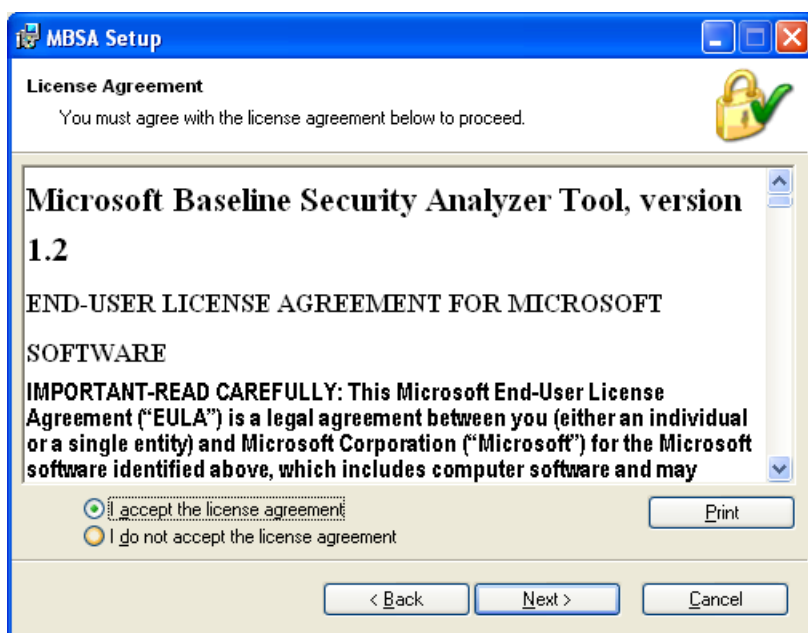 MBSA Setup
License Agreement
You must agree with the license agreement below to proceed.
Microsoft Baseline Security Analyzer Tool, version
1.2
END-USER LICENSE AGREEMENT FOR MICROSOFT
SOFTWARE
IMPORTANT-READ CAREFULLY: This Microsoft End-User License
Agreement (“EULA”) is a legal agreement between you (either an individual
or a single entity) and Microsoft Corporation (“Microsoft”) for the Microsoft
software identified above, which includes computer software and may
I accept the license agreement
Print
I do not accept the license agreement
< Back
Next >
Cancel